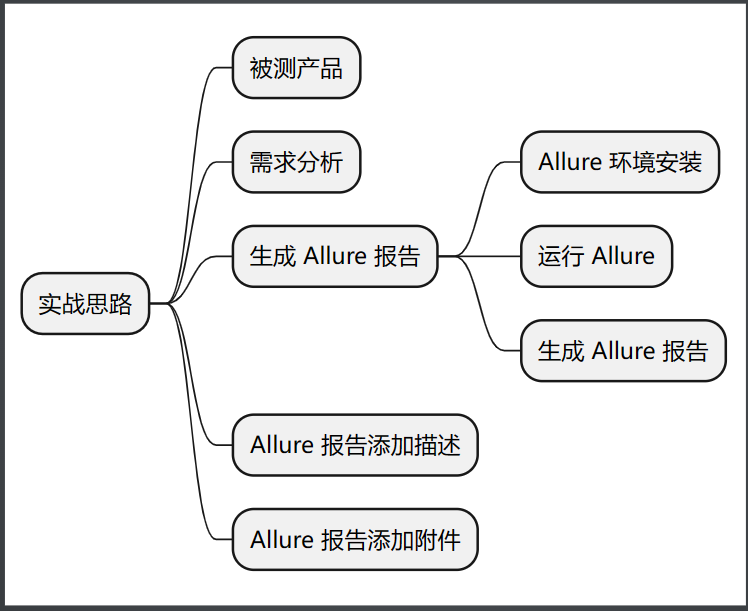 实战思路
被测产品
需求分析
生成 Allure 报告
Allure 环境安装
运行 Allure
生成 Allure 报告
Allure 报告添加描述
Allure 报告添加附件